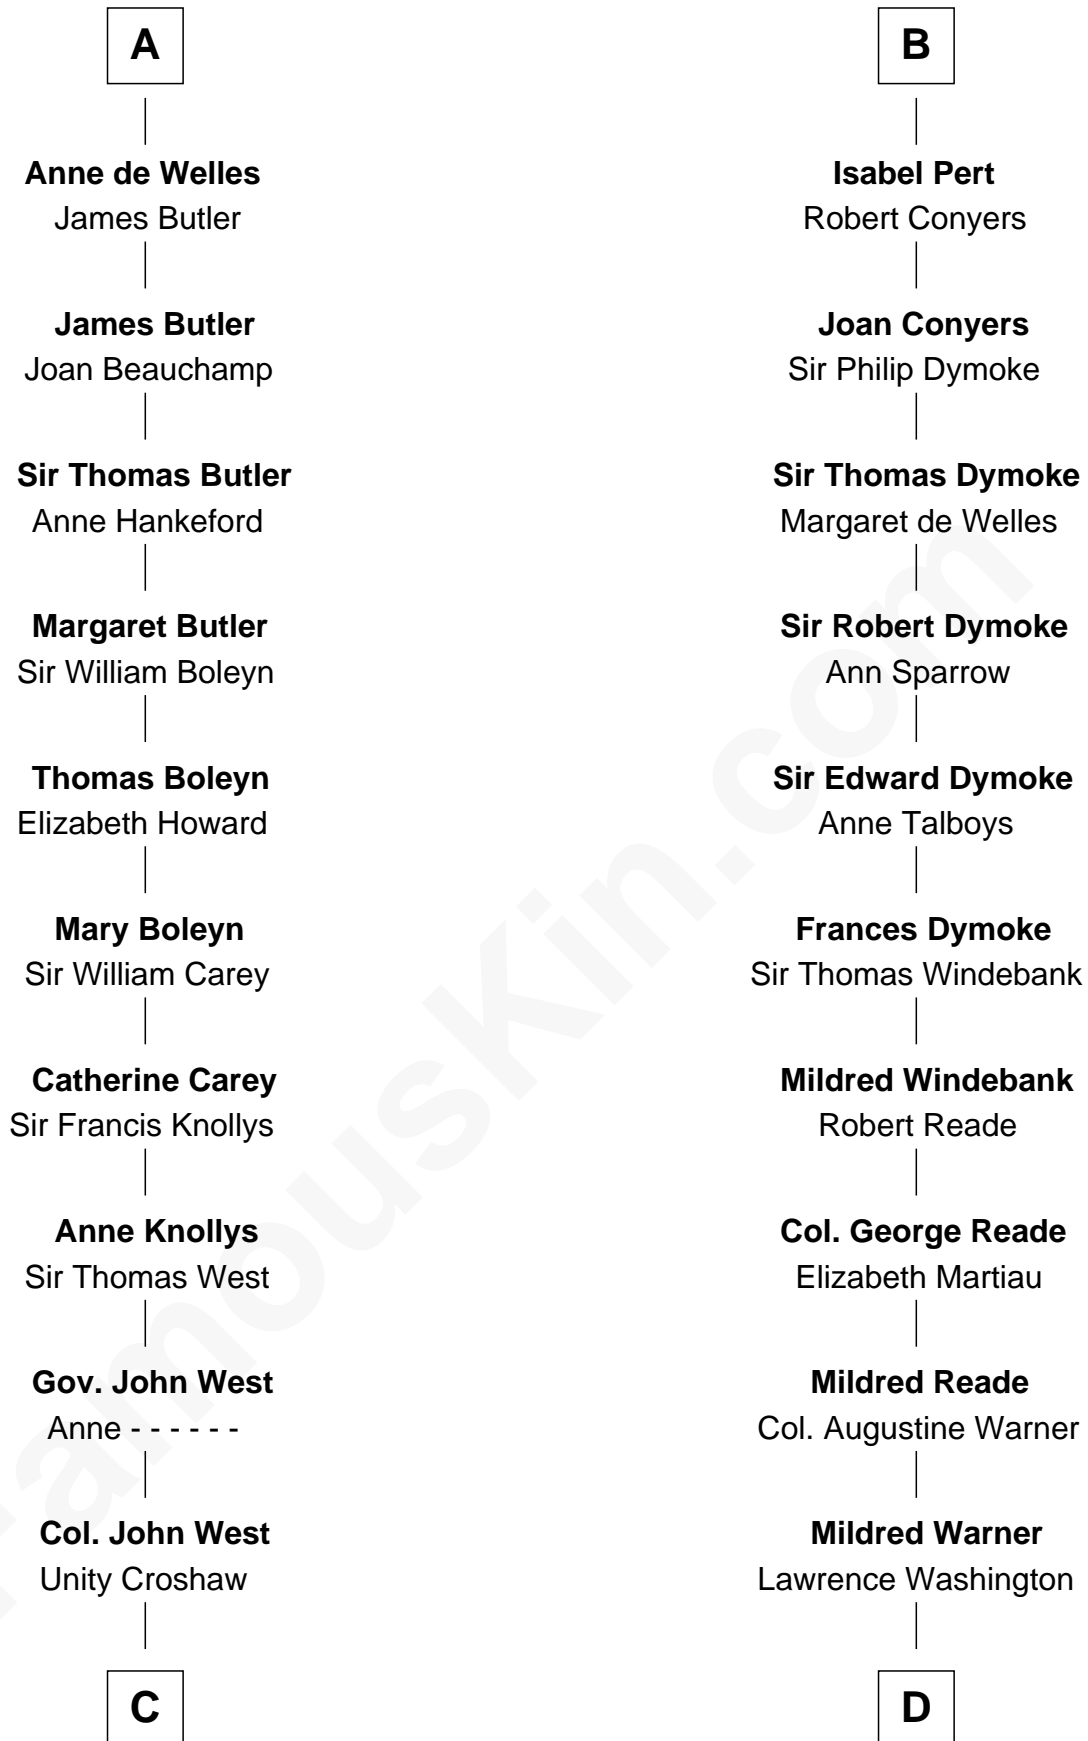 A
Anne de Welles
James Butler
James Butler
Joan Beauchamp
Sir Thomas Butler
Anne Hankeford
Margaret Butler
Sir William Boleyn
Thomas Boleyn
Elizabeth Howard
Mary Boleyn
Sir William Carey
Catherine Carey
Sir Francis Knollys
Anne Knollys
Sir Thomas West
Gov. John West
Anne - - - - - -
Col. John West
Unity Croshaw
C
B
Isabel Pert
Robert Conyers
Joan Conyers
Sir Philip Dymoke
Sir Thomas Dymoke
Margaret de Welles
Sir Robert Dymoke
Ann Sparrow
Sir Edward Dymoke
Anne Talboys
Frances Dymoke
Sir Thomas Windebank
Mildred Windebank
Robert Reade
Col. George Reade
Elizabeth Martiau
Mildred Reade
Col. Augustine Warner
Mildred Warner
Lawrence Washington
D
FamousKin.com